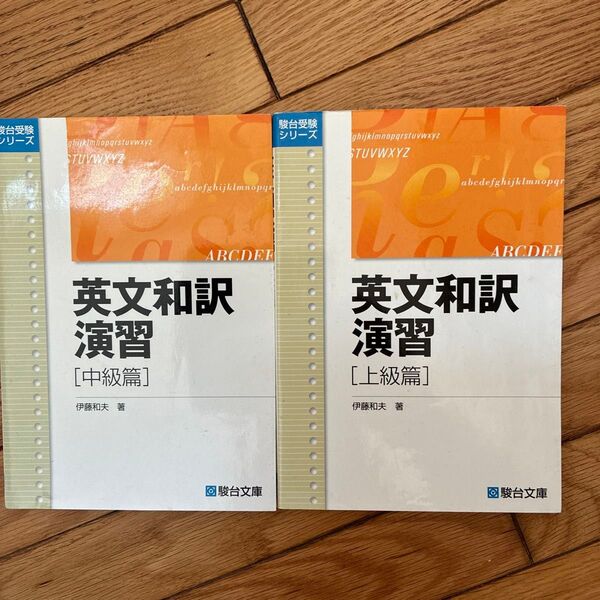 駿台受験
シリーズ
ghijklmnopqrstuvwxyz
STUVWXYZ
abcdefghijklmnopqr
ABCDEF
英文和訳
演習
[中級篇]
伊藤和夫 著
駿台文庫
駿台受験
シリーズ
ghijklmnopqrstuvwxyz
STUVWXYZ
abcdefghijklmnopqr
ABCDEF
英文和訳
演習
[上級篇]
伊藤和夫 著
駿台文庫